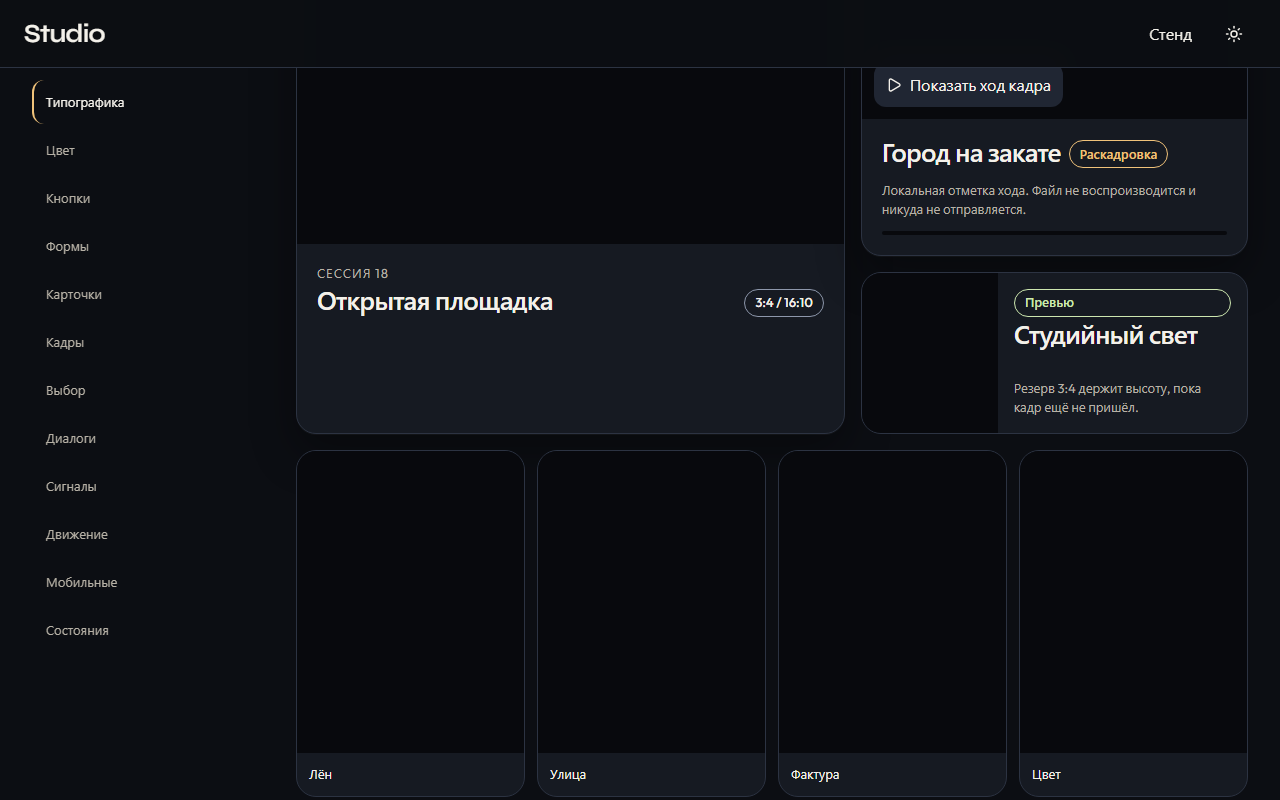 Studio
Стенд
Типографика
Цвет
Кнопки
Формы
Карточки
Кадры
Выбор
Диалоги
Сигналы
Движение
Мобильные
Состояния
СЕССИЯ 18
Открытая площадка
3:4 / 16:10
Показать ход кадра
Город на закате
Раскадровка
Локальная отметка хода. Файл не воспроизводится и
никуда не отправляется.
Превью
Студийный свет
Резерв 3:4 держит высоту, пока
кадр ещё не пришёл.
Лён
Улица
Фактура
Цвет